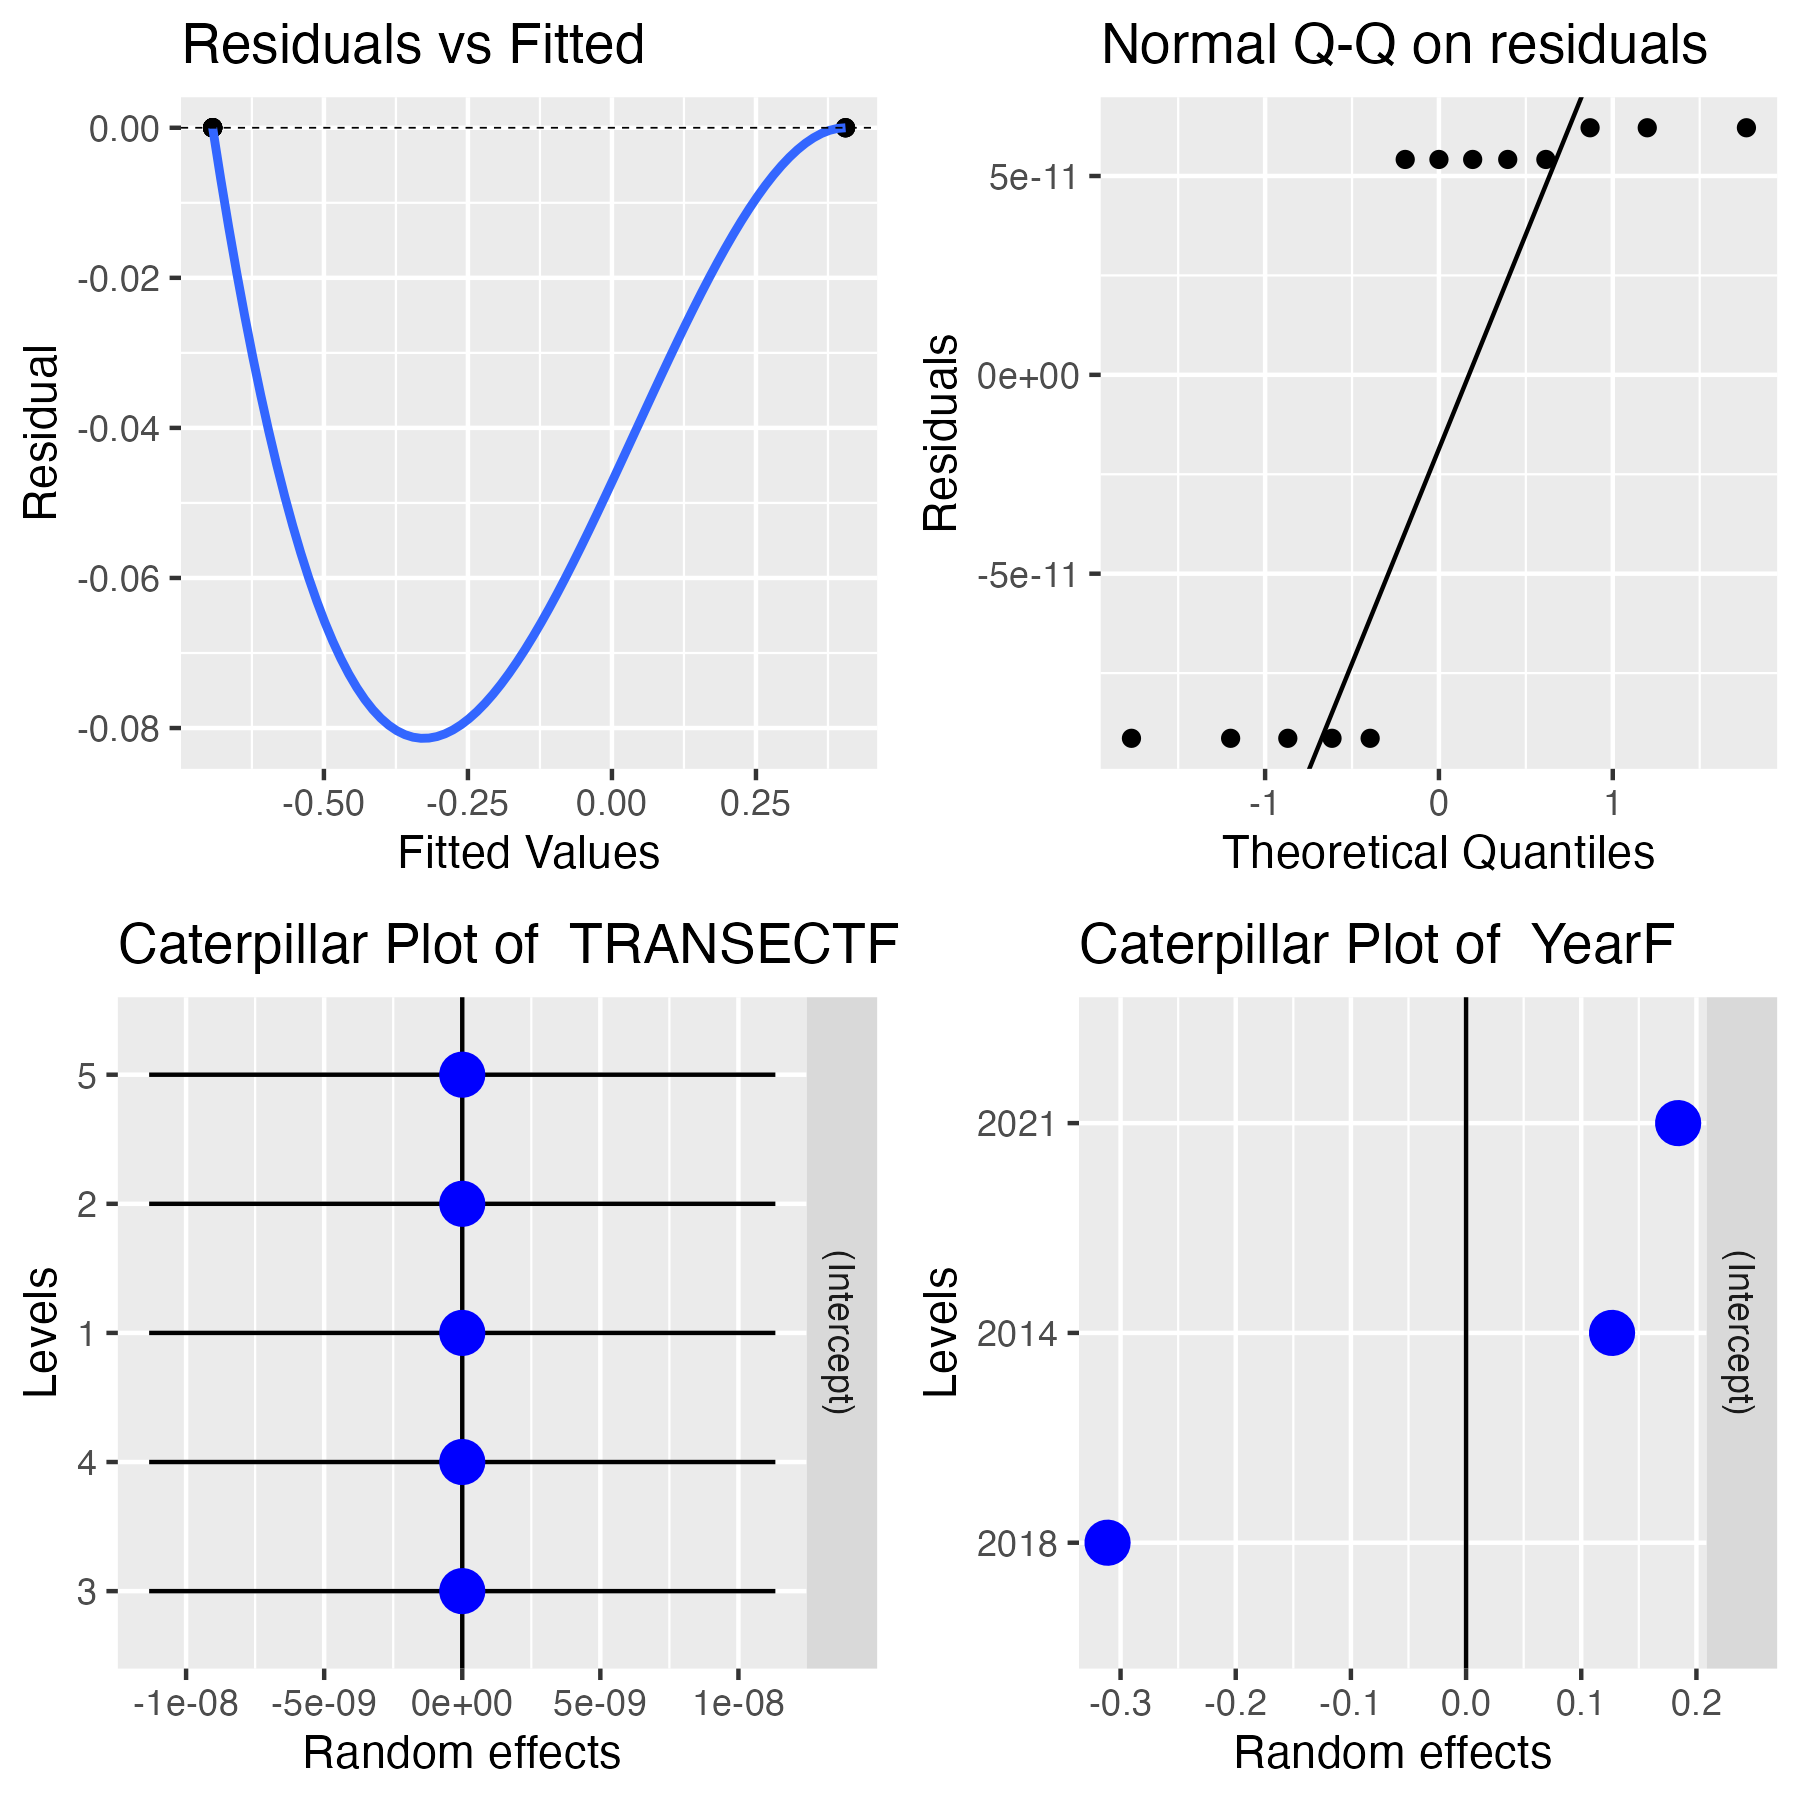 Residuals vs Fitted
0.00
-0.02
-0.04
-0.06
-0.08
Residual
-0.50 -0.25 0.00 0.25
Fitted Values
Normal Q-Q on residuals
5e-11
0e+00
-5e-11
Residuals
-1 0 1
Theoretical Quantiles
Caterpillar Plot of  TRANSECTF
5
2
1
4
3
Levels
(Intercept)
-1e-08 -5e-09 0e+00 5e-09 1e-08
Random effects
Caterpillar Plot of  YearF
2021
2014
2018
Levels
(Intercept)
-0.3 -0.2 -0.1 0.0 0.1 0.2
Random effects